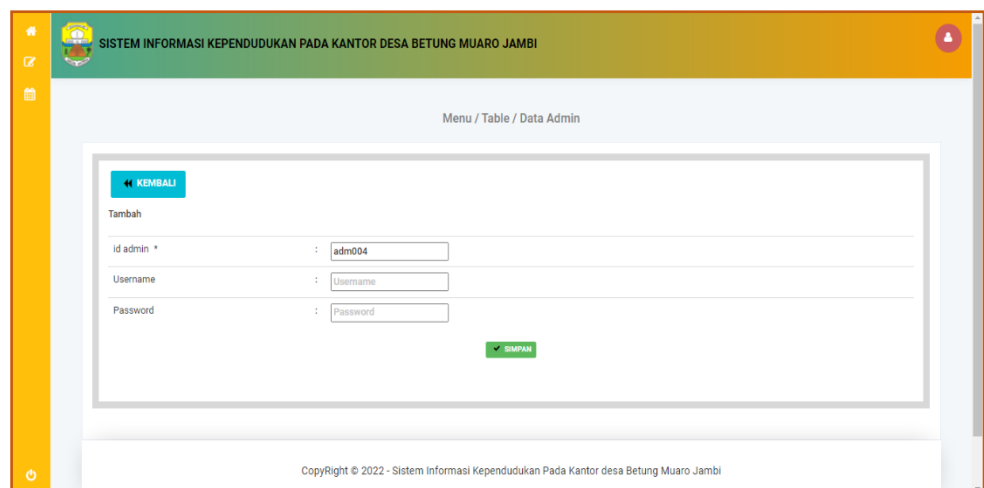 SISTEM INFORMASI KEPENDUDUKAN PADA KANTOR DESA BETUNG MUARO JAMBI
Menu / Table / Data Admin
KEMBALI
Tambah
id admin * : adm004
Username : Username
Password : Password
SIMPAN
CopyRight © 2022 - Sistem Informasi Kependudukan Pada Kantor desa Betung Muaro Jambi